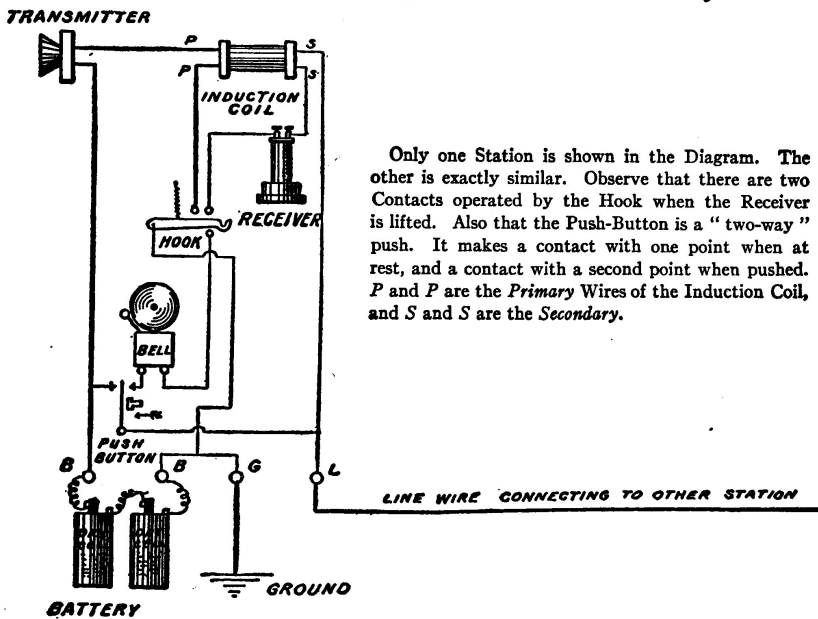 TRANSMITTER
P
S
P
S
INDUCTION
COIL
RECEIVER
HOOK
BELL
PUSH
BUTTON
B
B
G
L
LINE WIRE CONNECTING TO OTHER STATION
GROUND
BATTERY
Only one Station is shown in the Diagram. The
other is exactly similar. Observe that there are two
Contacts operated by the Hook when the Receiver
is lifted. Also that the Push-Button is a “ two-way ”
push. It makes a contact with one point when at
rest, and a contact with a second point when pushed.
P and P are the Primary Wires of the Induction Coil,
and S and S are the Secondary.